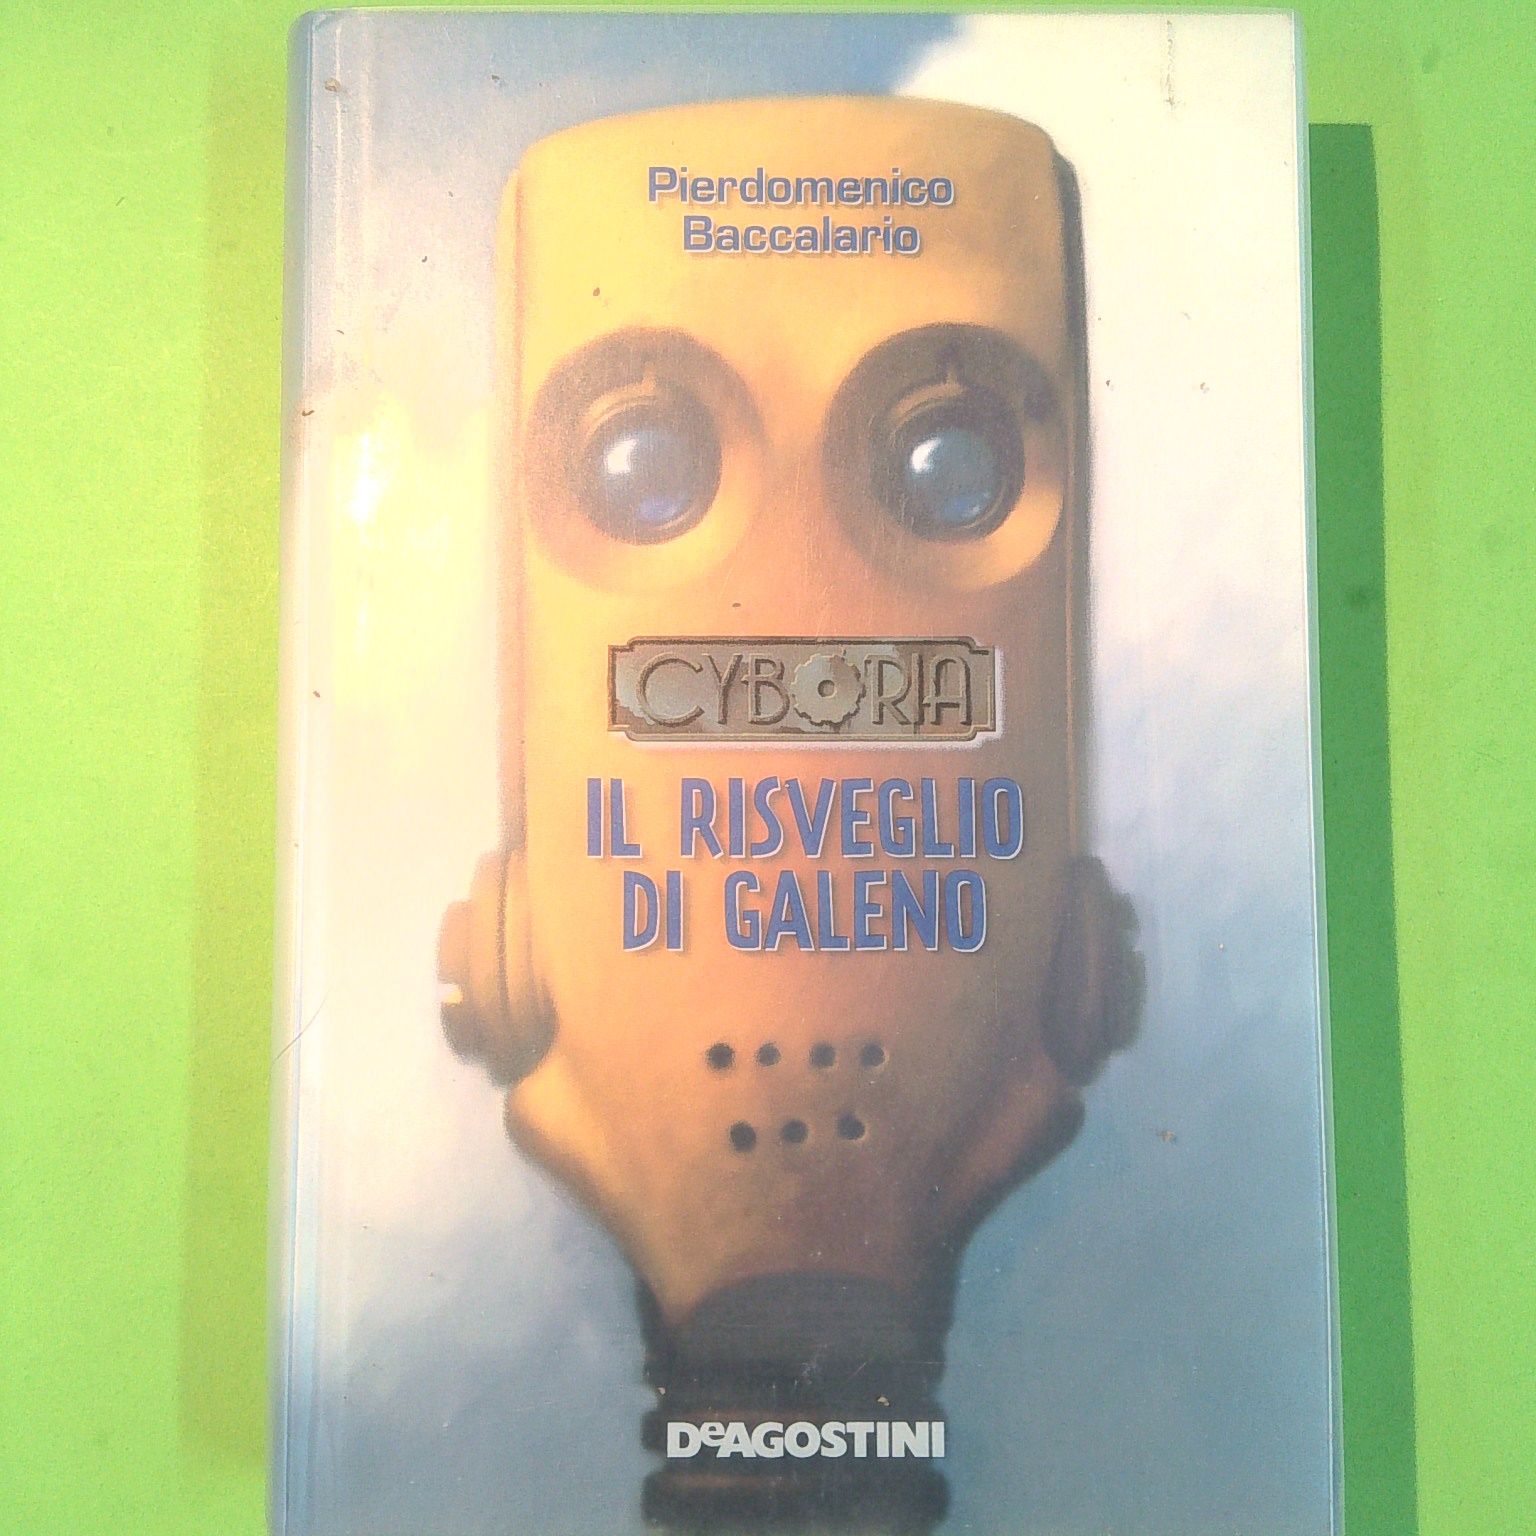 Pierdomenico
Baccalario
CYBORIA
IL RISVEGLIO
DI GALENO
DeAGOSTINI